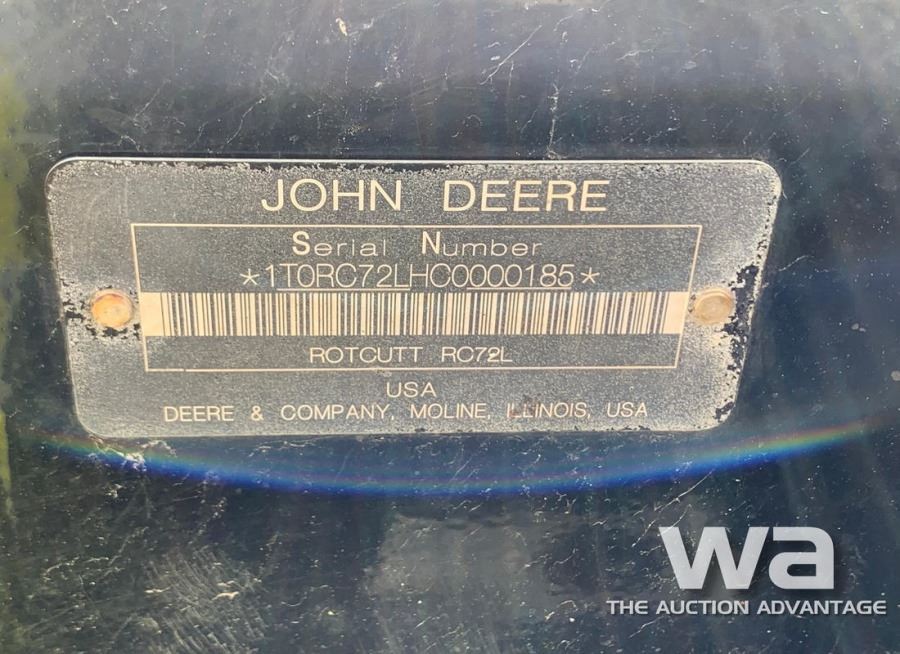 JOHN DEERE
Serial Number
*1T0RC72LHC0000185*
ROTCUTT RC72L
USA
DEERE & COMPANY, MOLINE, ILLINOIS, USA
wa
THE AUCTION ADVANTAGE